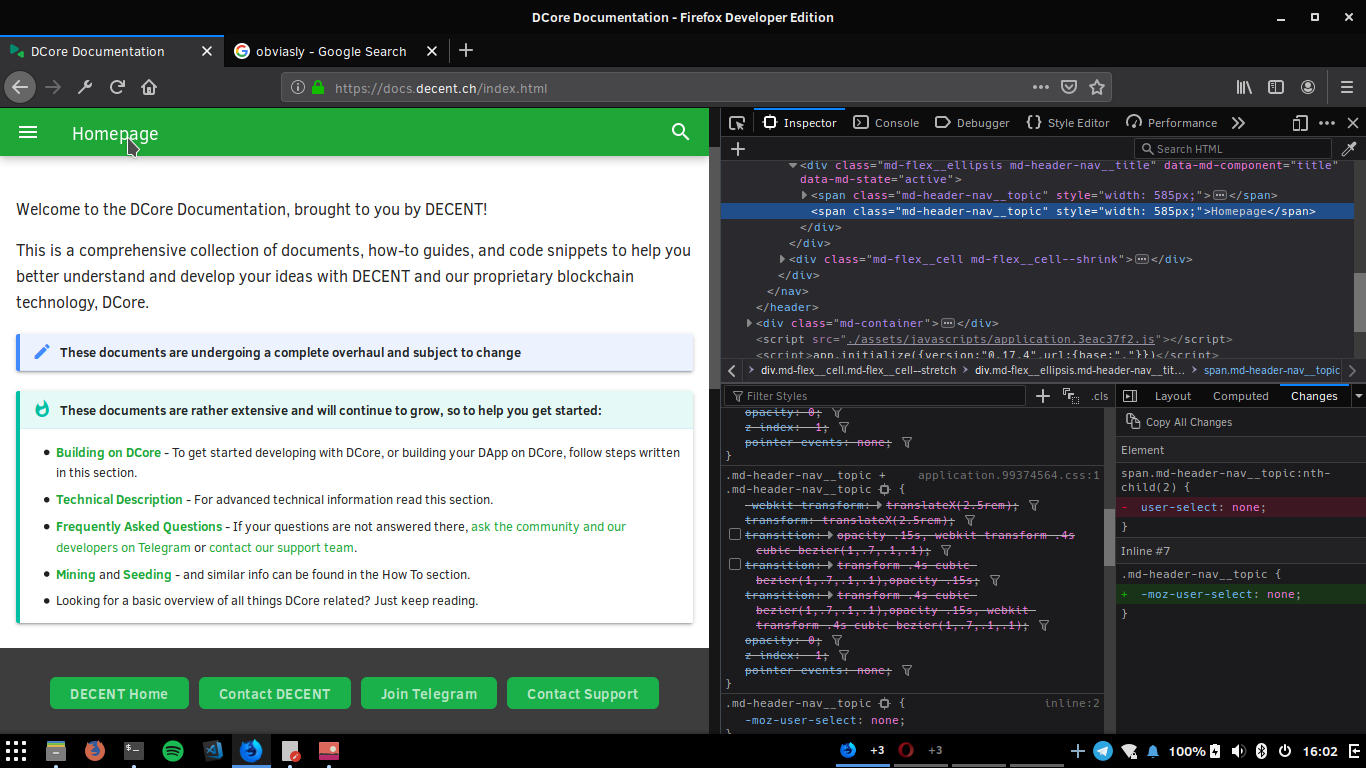 DCore Documentation - Firefox Developer Edition
DCore Documentation
obviasly - Google Search
https://docs.decent.ch/index.html
Homepage
Welcome to the DCore Documentation, brought to you by DECENT!
This is a comprehensive collection of documents, how-to guides, and code snippets to help you
better understand and develop your ideas with DECENT and our proprietary blockchain
technology, DCore.
These documents are undergoing a complete overhaul and subject to change
These documents are rather extensive and will continue to grow, so to help you get started:
Building on DCore - To get started developing with DCore, or building your DApp on DCore, follow steps written
in this section.
Technical Description - For advanced technical information read this section.
Frequently Asked Questions - If your questions are not answered there, ask the community and our
developers on Telegram or contact our support team.
Mining and Seeding - and similar info can be found in the How To section.
Looking for a basic overview of all things DCore related? Just keep reading.
DECENT Home
Contact DECENT
Join Telegram
Contact Support
Inspector
Console
Debugger
Style Editor
Performance
Search HTML
<div class="md-flex__ellipsis md-header-nav__title" data-md-component="title"
data-md-state="active">
<span class="md-header-nav__topic" style="width: 585px;"></span>
<span class="md-header-nav__topic" style="width: 585px;">Homepage</span>
</div>
</div>
<div class="md-flex__cell md-flex__cell--shrink"></div>
</div>
</nav>
</header>
<div class="md-container"></div>
<script src="./assets/javascripts/application.3eac37f2.js"></script>
<script>app.initialize({version:"0.17.4",url:{base:"."}})</script>
div.md-flex__cell.md-flex__cell--stretch
div.md-flex__ellipsis.md-header-nav__tit...
span.md-header-nav__topic
Filter Styles
.cls
opacity: 0;
z-index: -1;
pointer-events: none;
}
.md-header-nav__topic +
application.99374564.css:1
.md-header-nav__topic {
-webkit-transform: translateX(2.5rem);
transform: translateX(2.5rem);
transition: opacity .15s,-webkit-transform .4s
cubic-bezier(1,.7,.1,.1);
transition: transform .4s cubic-
bezier(1,.7,.1,.1),opacity .15s;
transition: transform .4s cubic-
bezier(1,.7,.1,.1),opacity .15s,-webkit-
transform .4s cubic-bezier(1,.7,.1,.1);
opacity: 0;
z-index: -1;
pointer-events: none;
}
.md-header-nav__topic {
inline:2
-moz-user-select: none;
}
Layout
Computed
Changes
Copy All Changes
Element
span.md-header-nav__topic:nth-
child(2) {
- user-select: none;
}
Inline #7
.md-header-nav__topic {
+ -moz-user-select: none;
}
+3
+3
100%
16:02